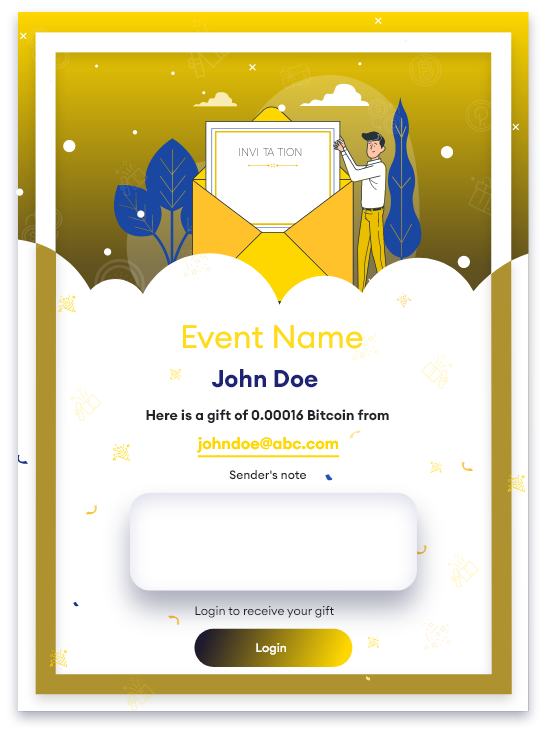 INVI TA TION
Event Name
John Doe
Here is a gift of 0.00016 Bitcoin from
johndoe@abc.com
Sender's note
Login to receive your gift
Login